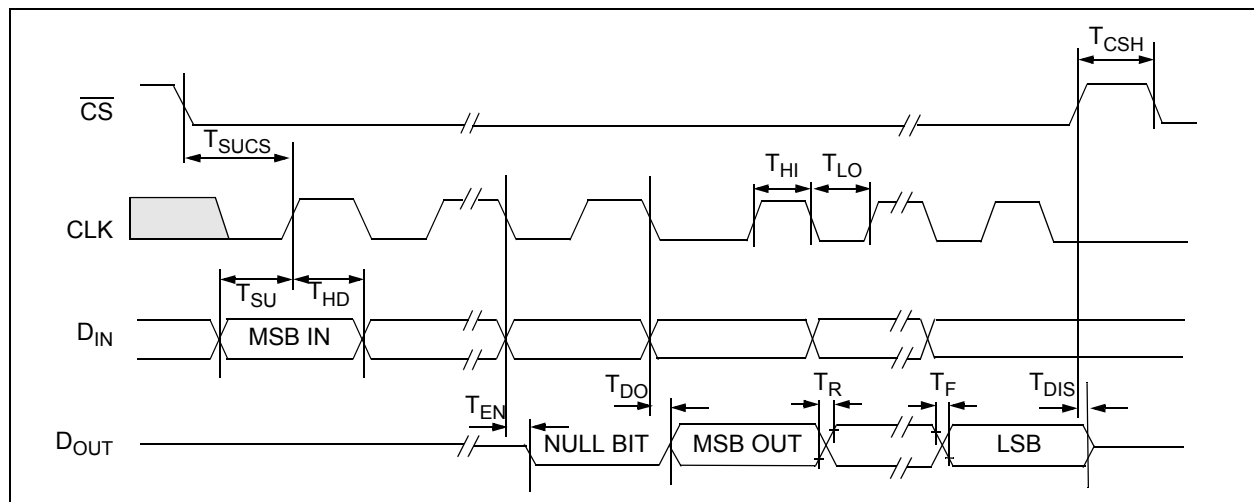 T_CSH
C̅S̅
T_SUCS
T_HI T_LO
CLK
T_SU T_HD
D_IN MSB IN
T_EN T_DO T_R T_F T_DIS
D_OUT NULL BIT MSB OUT LSB